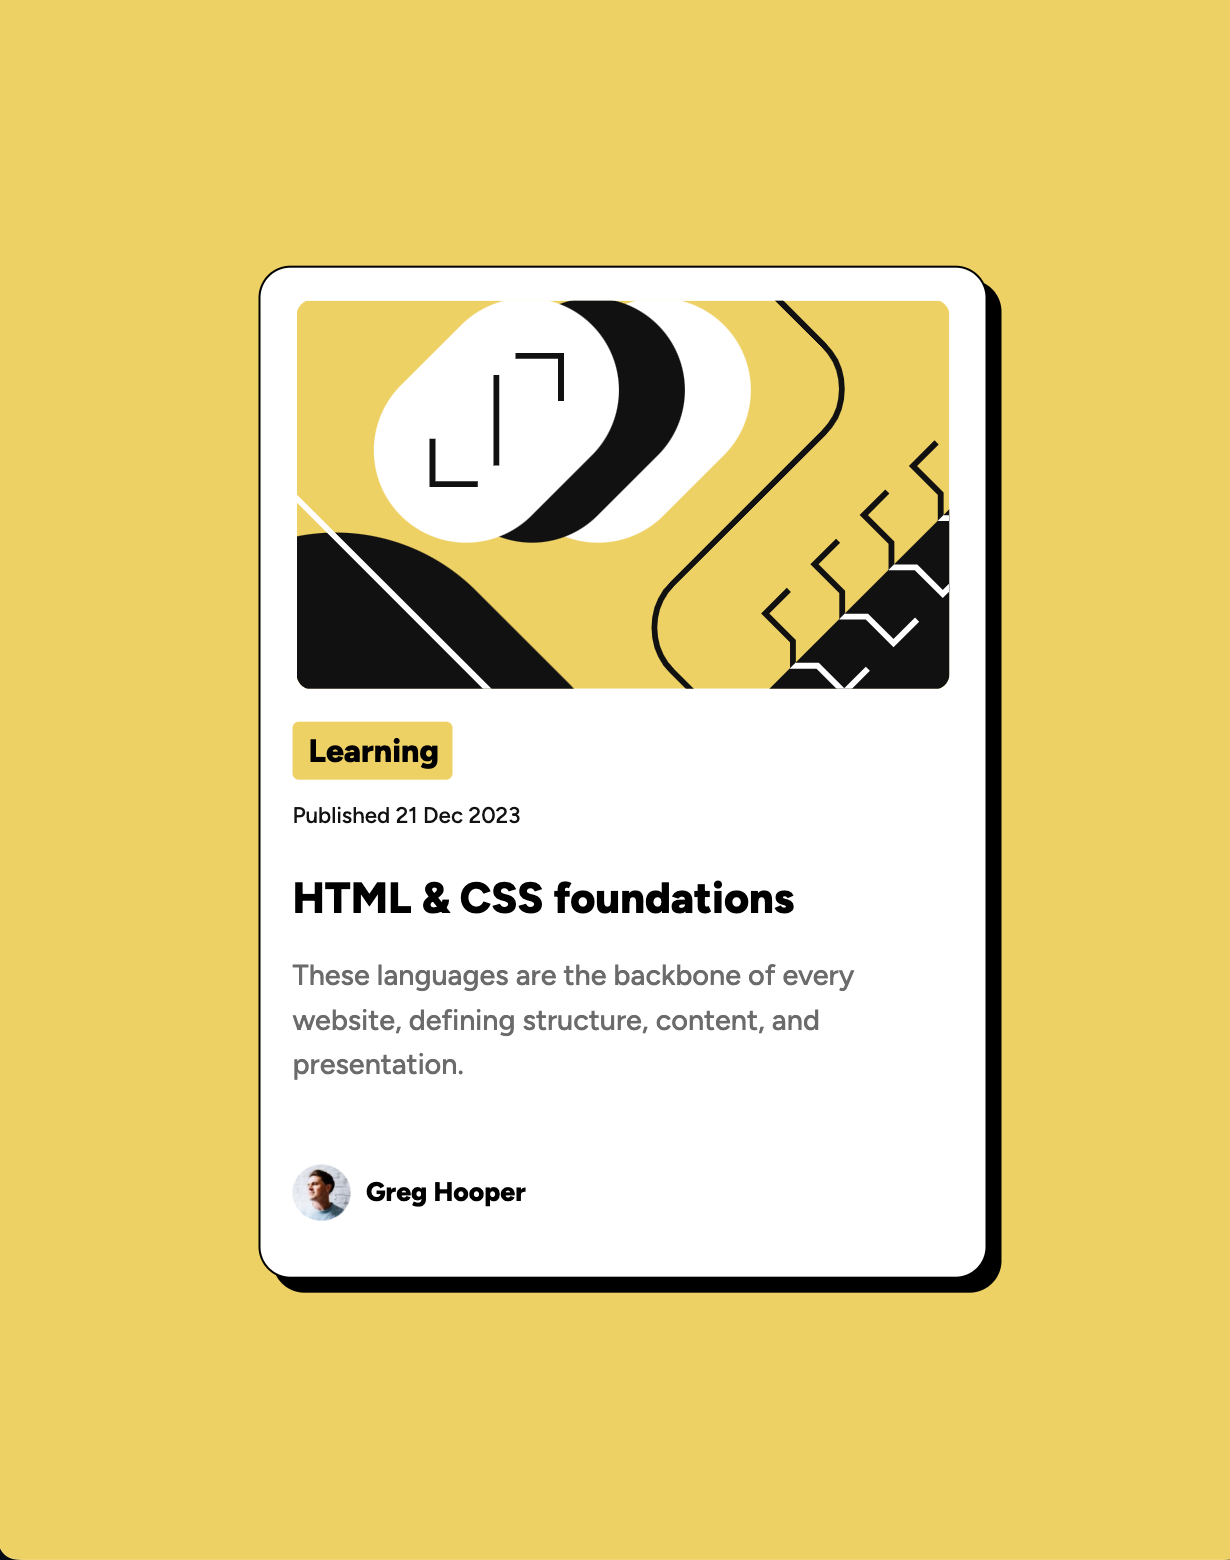 Learning
Published 21 Dec 2023
HTML & CSS foundations
These languages are the backbone of every
website, defining structure, content, and
presentation.
Greg Hooper